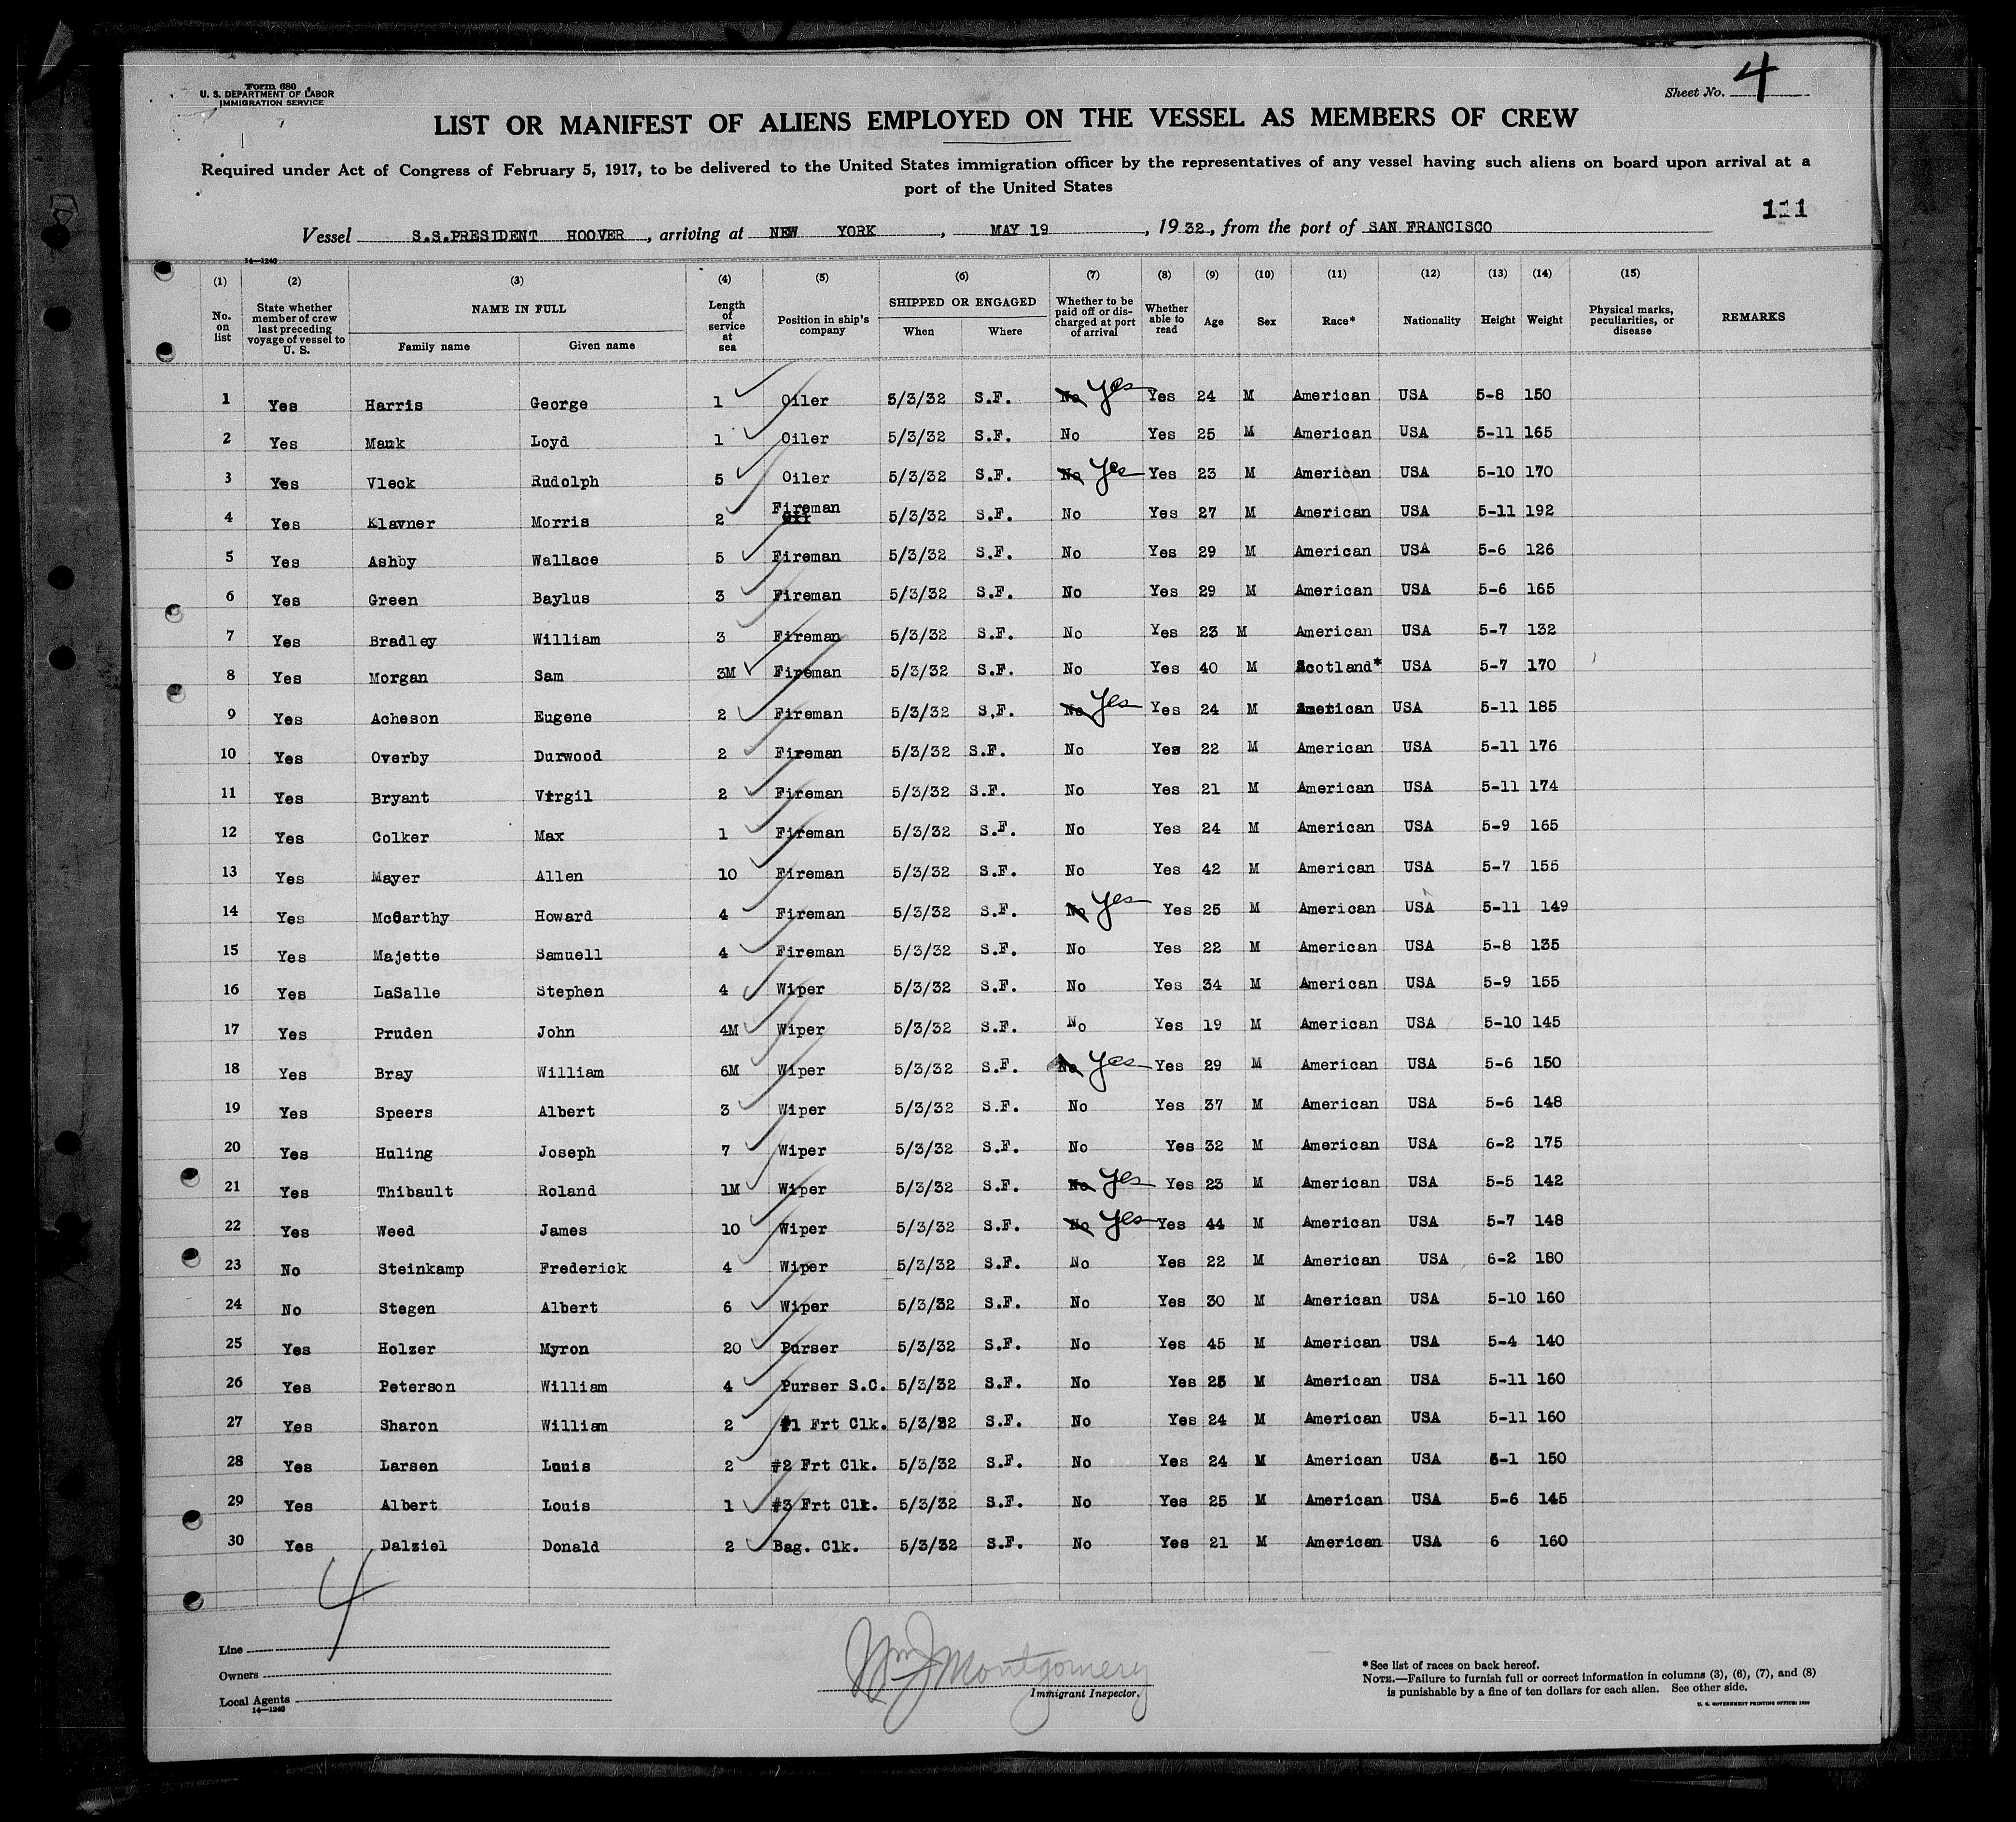 Form 680
U. S. DEPARTMENT OF LABOR
IMMIGRATION SERVICE
Sheet No. 4
LIST OR MANIFEST OF ALIENS EMPLOYED ON THE VESSEL AS MEMBERS OF CREW
Required under Act of Congress of February 5, 1917, to be delivered to the United States immigration officer by the representatives of any vessel having such aliens on board upon arrival at a
port of the United States
111
Vessel S.S.PRESIDENT HOOVER, arriving at NEW YORK, MAY 19, 1932, from the port of SAN FRANCISCO
14—1240
(1) (2) (3) (4) (5) (6) (7) (8) (9) (10) (11) (12) (13) (14) (15)
No. on list State whether member of crew last preceding voyage of vessel to U. S. NAME IN FULL Family name Given name Length of service at sea Position in ship's company SHIPPED OR ENGAGED When Where Whether to be paid off or discharged at port of arrival Whether able to read Age Sex Race* Nationality Height Weight Physical marks, peculiarities, or disease REMARKS
1 Yes Harris George 1 Oiler 5/3/32 S.F. No Yes Yes 24 M American USA 5-8 150
2 Yes Mauk Loyd 1 Oiler 5/3/32 S.F. No Yes 25 M American USA 5-11 165
3 Yes Vleck Rudolph 5 Oiler 5/3/32 S.F. No Yes Yes 23 M American USA 5-10 170
4 Yes Klavner Morris 2 Fireman 5/3/32 S.F. No Yes 27 M American USA 5-11 192
5 Yes Ashby Wallace 5 Fireman 5/3/32 S.F. No Yes 29 M American USA 5-6 126
6 Yes Green Baylus 3 Fireman 5/3/32 S.F. No Yes 29 M American USA 5-6 165
7 Yes Bradley William 3 Fireman 5/3/32 S.F. No Yes 23 M American USA 5-7 132
8 Yes Morgan Sam 3M Fireman 5/3/32 S.F. No Yes 40 M Scotland* USA 5-7 170
9 Yes Acheson Eugene 2 Fireman 5/3/32 S.F. No Yes Yes 24 M American USA 5-11 185
10 Yes Overby Durwood 2 Fireman 5/3/32 S.F. No Yes 22 M American USA 5-11 176
11 Yes Bryant Virgil 2 Fireman 5/3/32 S.F. No Yes 21 M American USA 5-11 174
12 Yes Colker Max 1 Fireman 5/3/32 S.F. No Yes 24 M American USA 5-9 165
13 Yes Mayer Allen 10 Fireman 5/3/32 S.F. No Yes 42 M American USA 5-7 155
14 Yes McCarthy Howard 4 Fireman 5/3/32 S.F. No Yes Yes 25 M American USA 5-11 149
15 Yes Majette Samuell 4 Fireman 5/3/32 S.F. No Yes 22 M American USA 5-8 135
16 Yes LaSalle Stephen 4 Wiper 5/3/32 S.F. No Yes 34 M American USA 5-9 155
17 Yes Pruden John 4M Wiper 5/3/32 S.F. No Yes 19 M American USA 5-10 145
18 Yes Bray William 6M Wiper 5/3/32 S.F. No Yes Yes 29 M American USA 5-6 150
19 Yes Speers Albert 3 Wiper 5/3/32 S.F. No Yes 37 M American USA 5-6 148
20 Yes Huling Joseph 7 Wiper 5/3/32 S.F. No Yes 32 M American USA 6-2 175
21 Yes Thibault Roland 1M Wiper 5/3/32 S.F. No Yes Yes 23 M American USA 5-5 142
22 Yes Weed James 10 Wiper 5/3/32 S.F. No Yes Yes 44 M American USA 5-7 148
23 No Steinkamp Frederick 4 Wiper 5/3/32 S.F. No Yes 22 M American USA 6-2 180
24 No Stegen Albert 6 Wiper 5/3/32 S.F. No Yes 30 M American USA 5-10 160
25 Yes Holzer Myron 20 Purser 5/3/32 S.F. No Yes 45 M American USA 5-4 140
26 Yes Peterson William 4 Purser S.C. 5/3/32 S.F. No Yes 25 M American USA 5-11 160
27 Yes Sharon William 2 #1 Frt Clk. 5/3/32 S.F. No Yes 24 M American USA 5-11 160
28 Yes Larsen Louis 2 #2 Frt Clk. 5/3/32 S.F. No Yes 24 M American USA 5-1 150
29 Yes Albert Louis 1 #3 Frt Clk. 5/3/32 S.F. No Yes 25 M American USA 5-6 145
30 Yes Dalziel Donald 2 Bag. Clk. 5/3/32 S.F. No Yes 21 M American USA 6 160
4
Line
Owners
Local Agents
14—1240
Wm J Montgomery
Immigrant Inspector.
*See list of races on back hereof.
NOTE.—Failure to furnish full or correct information in columns (3), (6), (7), and (8)
is punishable by a fine of ten dollars for each alien. See other side.
U. S. GOVERNMENT PRINTING OFFICE: 1930